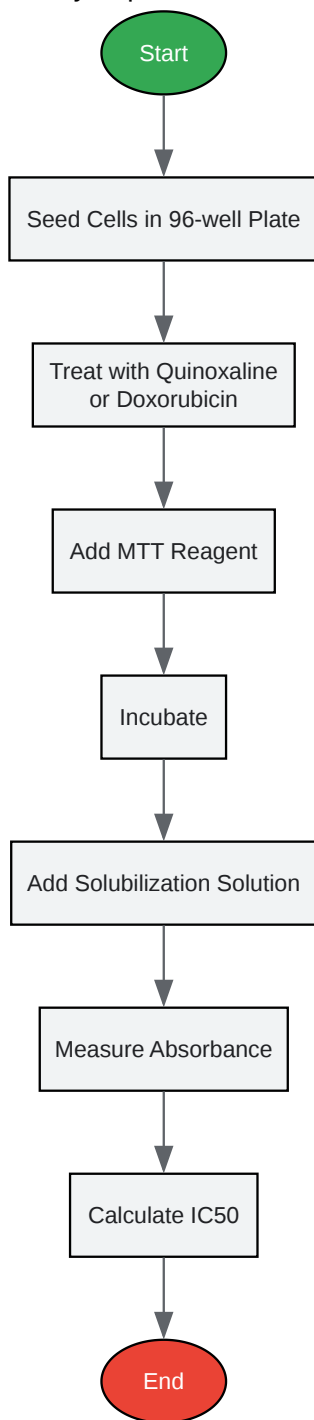 Start
Seed Cells in 96-well Plate
Treat with Quinoxaline
or Doxorubicin
Add MTT Reagent
Incubate
Add Solubilization Solution
Measure Absorbance
Calculate IC50
End